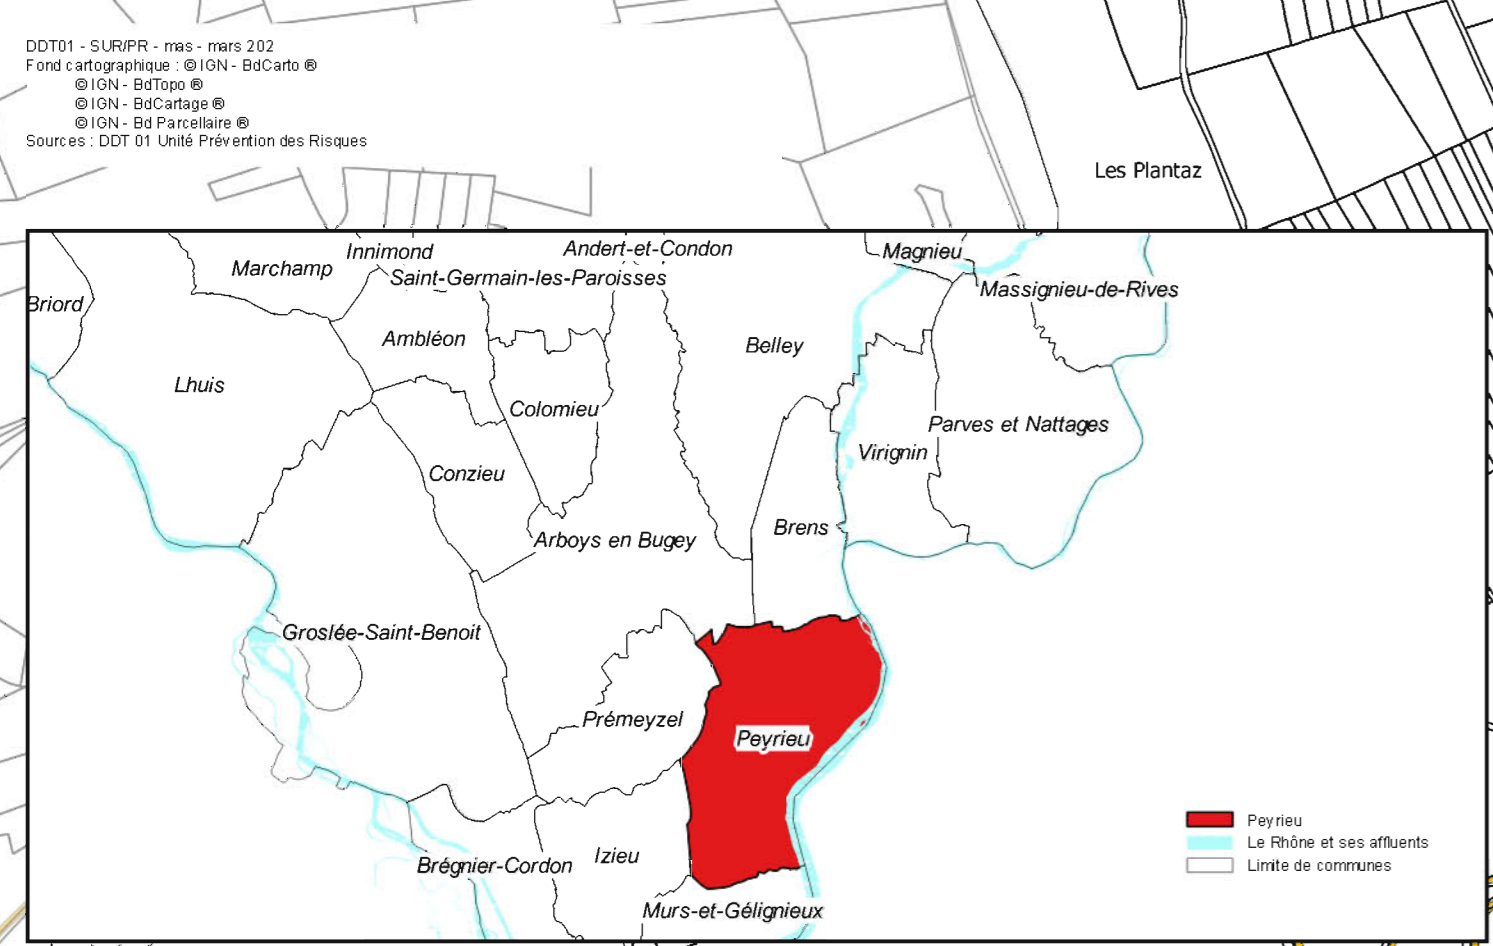 DDT01 - SUR/PR - mas - mars 202
Fond cartographique : © IGN - BdCarto ®
© IGN - BdTopo ®
© IGN - BdCartage ®
© IGN - Bd Parcellaire ®
Sources : DDT 01 Unité Prévention des Risques
Les Plantaz
Innimond
Andert-et-Condon
Magnieu
Marchamp
Saint-Germain-les-Paroisses
Massignieu-de-Rives
Briord
Ambléon
Belley
Lhuis
Colomieu
Parves et Nattages
Virignin
Conzieu
Brens
Arboys en Bugey
Groslée-Saint-Benoit
Prémeyzel
Peyrieu
Peyrieu
Le Rhône et ses affluents
Limite de communes
Izieu
Brégnier-Cordon
Murs-et-Gélignieux